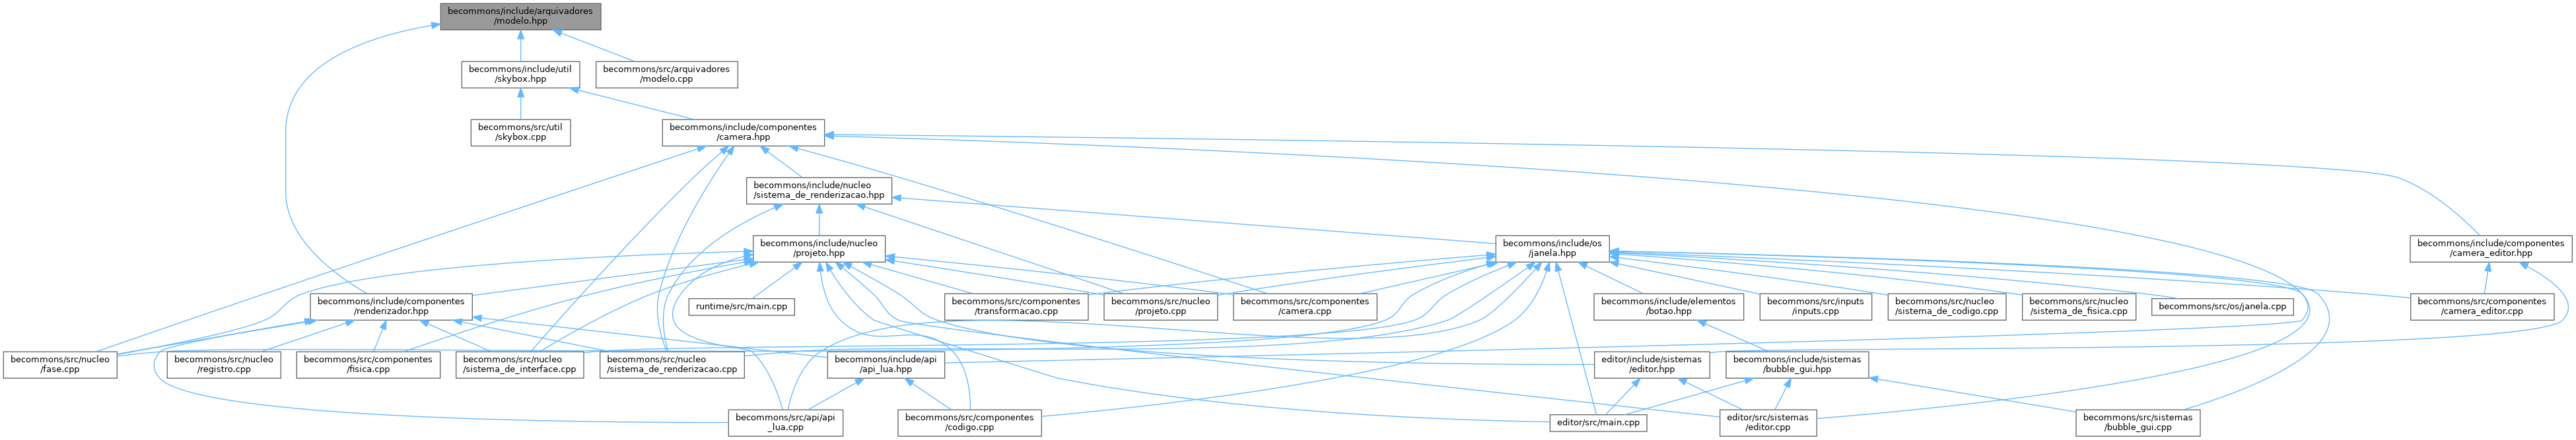 becommons/include/arquivadores
/modelo.hpp
becommons/include/util
/skybox.hpp
becommons/src/arquivadores
/modelo.cpp
becommons/src/util
/skybox.cpp
becommons/include/componentes
/camera.hpp
becommons/include/nucleo
/sistema_de_renderizacao.hpp
becommons/include/nucleo
/projeto.hpp
becommons/include/os
/janela.hpp
becommons/include/componentes
/camera_editor.hpp
becommons/include/componentes
/renderizador.hpp
runtime/src/main.cpp
becommons/src/componentes
/transformacao.cpp
becommons/src/nucleo
/projeto.cpp
becommons/src/componentes
/camera.cpp
becommons/include/elementos
/botao.hpp
becommons/src/inputs
/inputs.cpp
becommons/src/nucleo
/sistema_de_codigo.cpp
becommons/src/nucleo
/sistema_de_fisica.cpp
becommons/src/os/janela.cpp
becommons/src/componentes
/camera_editor.cpp
becommons/src/nucleo
/fase.cpp
becommons/src/nucleo
/registro.cpp
becommons/src/componentes
/fisica.cpp
becommons/src/nucleo
/sistema_de_interface.cpp
becommons/src/nucleo
/sistema_de_renderizacao.cpp
becommons/include/api
/api_lua.hpp
editor/include/sistemas
/editor.hpp
becommons/include/sistemas
/bubble_gui.hpp
becommons/src/api/api
_lua.cpp
becommons/src/componentes
/codigo.cpp
editor/src/main.cpp
editor/src/sistemas
/editor.cpp
becommons/src/sistemas
/bubble_gui.cpp